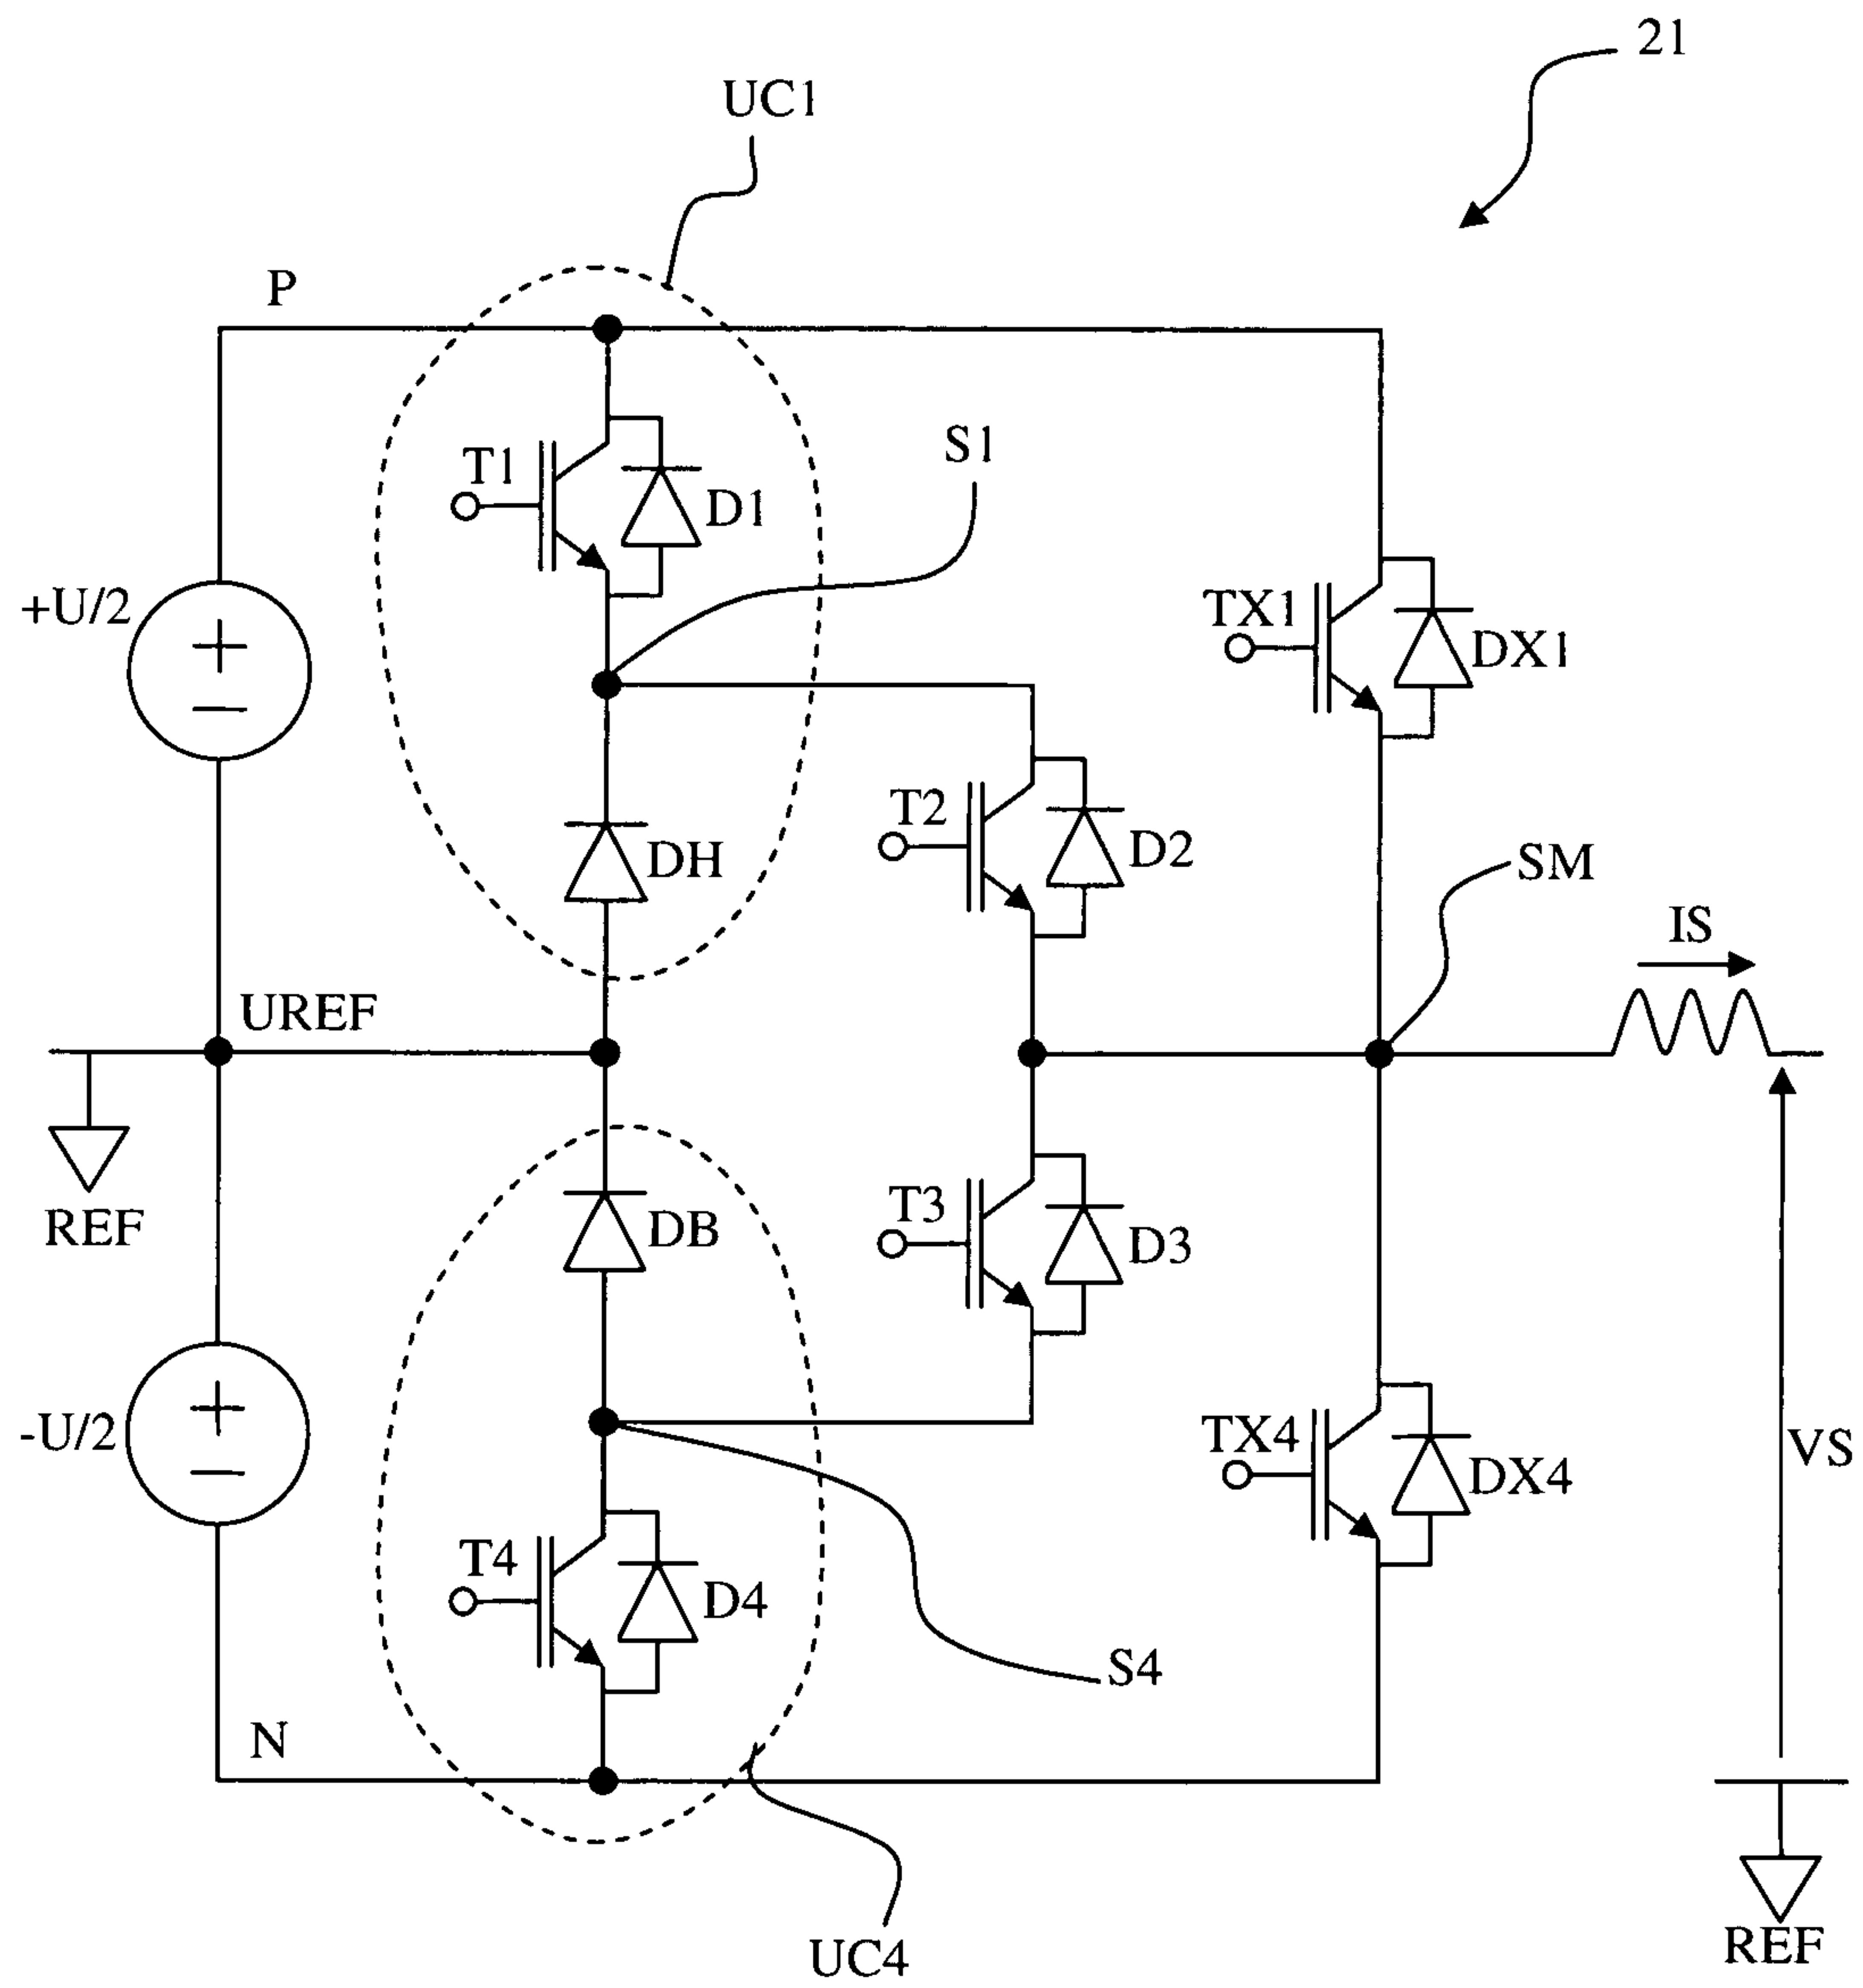 21
UC1
P
S1
T1
D1
+U/2
TX1
DX1
T2
D2
DH
SM
IS
UREF
REF
T3
D3
DB
-U/2
TX4
DX4
VS
T4
D4
S4
N
UC4
REF